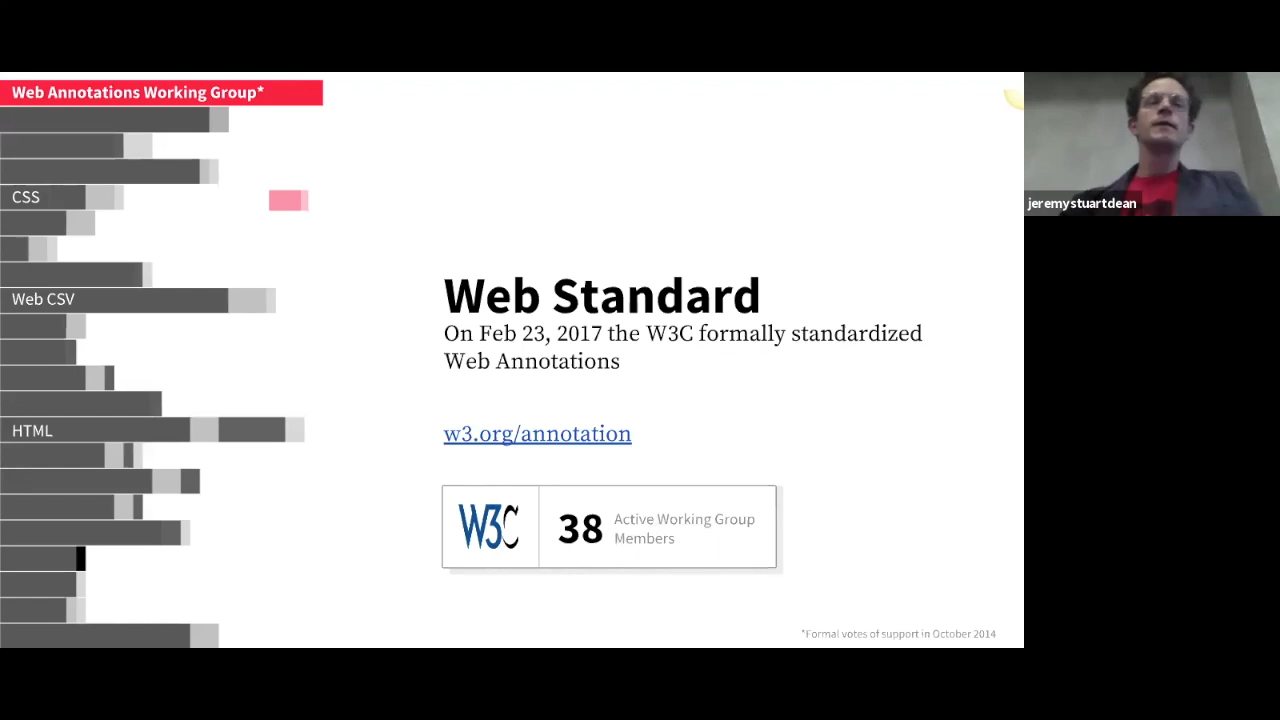 Web Annotations Working Group*
CSS
Web CSV
HTML
Web Standard
On Feb 23, 2017 the W3C formally standardized
Web Annotations
w3.org/annotation
W3C
38
Active Working Group
Members
*Formal votes of support in October 2014
jeremystuartdean